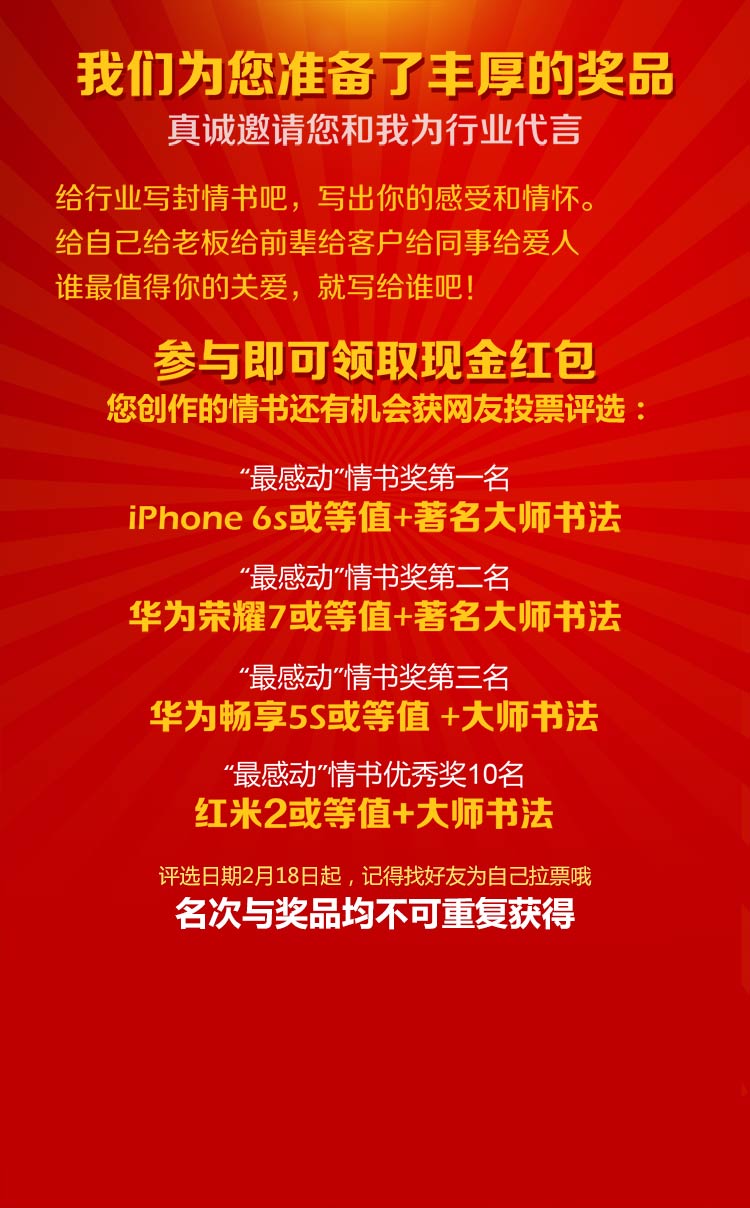 我们为您准备了丰厚的奖品
真诚邀请您和我为行业代言
给行业写封情书吧，写出你的感受和情怀。
给自己给老板给前辈给客户给同事给爱人
谁最值得你的关爱，就写给谁吧！
参与即可领取现金红包
您创作的情书还有机会获网友投票评选：
“最感动”情书奖第一名
iPhone 6s或等值+著名大师书法
“最感动”情书奖第二名
华为荣耀7或等值+著名大师书法
“最感动”情书奖第三名
华为畅享5S或等值 +大师书法
“最感动”情书优秀奖10名
红米2或等值+大师书法
评选日期2月18日起，记得找好友为自己拉票哦
名次与奖品均不可重复获得